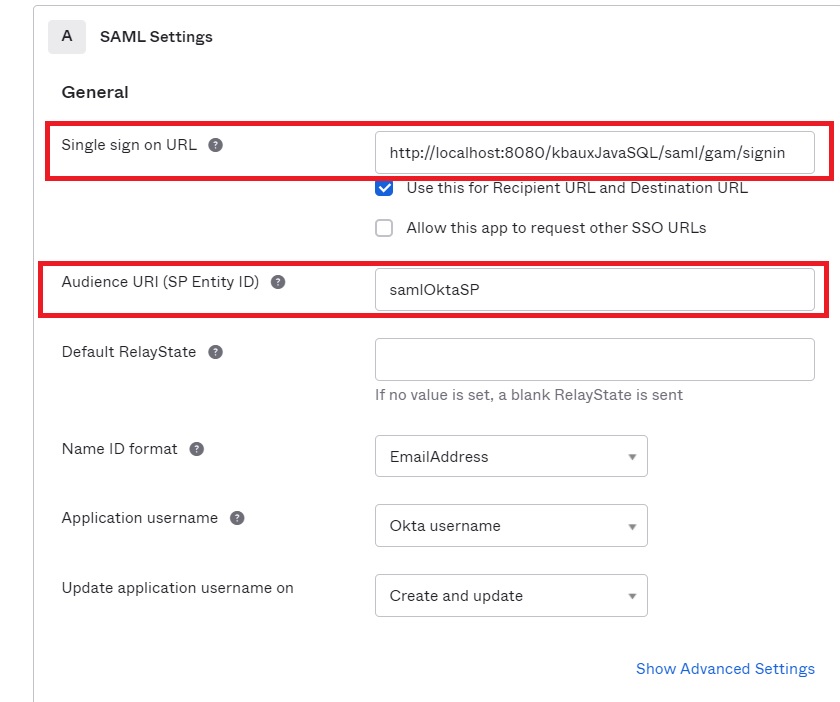 A SAML Settings
General
Single sign on URL ?
http://localhost:8080/kbauxJavaSQL/saml/gam/signin
Use this for Recipient URL and Destination URL
Allow this app to request other SSO URLs
Audience URI (SP Entity ID) ?
samlOktaSP
Default RelayState ?
If no value is set, a blank RelayState is sent
Name ID format ?
EmailAddress
Application username ?
Okta username
Update application username on
Create and update
Show Advanced Settings